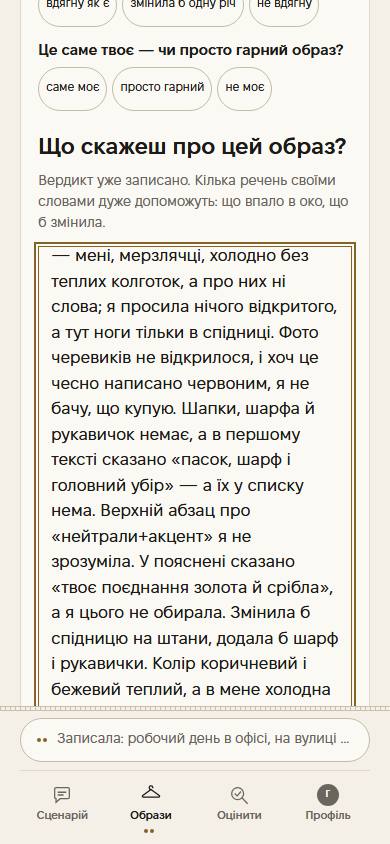 вдягну як є змінила б одну річ не вдягну
Це саме твоє — чи просто гарний образ?
саме моє просто гарний не моє
Що скажеш про цей образ?
Вердикт уже записано. Кілька речень своїми
словами дуже допоможуть: що впало в око, що
б змінила.
— мені, мерзлячці, холодно без
теплих колготок, а про них ні
слова; я просила нічого відкритого,
а тут ноги тільки в спідниці. Фото
черевиків не відкрилося, і хоч це
чесно написано червоним, я не
бачу, що купую. Шапки, шарфа й
рукавичок немає, а в першому
тексті сказано «пасок, шарф і
головний убір» — а їх у списку
нема. Верхній абзац про
«нейтрали+акцент» я не
зрозуміла. У пояснені сказано
«твоє поєднання золота й срібла»,
а я цього не обирала. Змінила б
спідницю на штани, додала б шарф
і рукавички. Колір коричневий і
бежевий теплий, а в мене холодна
Записала: робочий день в офісі, на вулиці ...
Сценарій Образи Оцінити Г Профіль